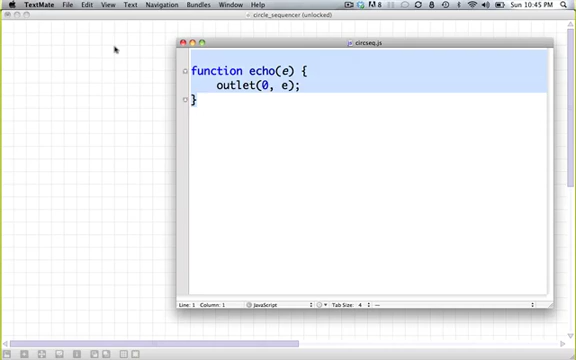 TextMate File Edit View Text Navigation Bundles Window Help 8 Sun 10:45 PM
circle_sequencer (unlocked)
circseq.js
function echo(e) {
outlet(0, e);
}
Line: 1 Column: 1 JavaScript Tab Size: 4 —